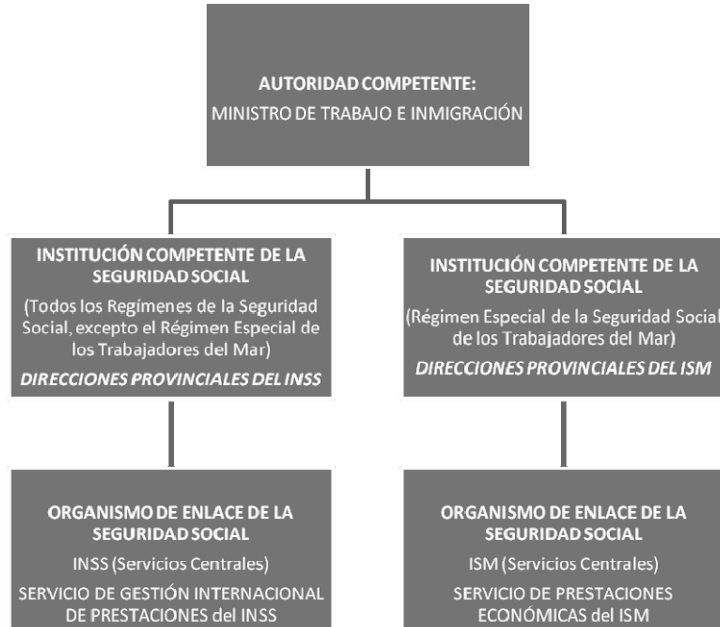 AUTORIDAD COMPETENTE:
MINISTRO DE TRABAJO E INMIGRACIÓN
INSTITUCIÓN COMPETENTE DE LA
SEGURIDAD SOCIAL
(Todos los Regímenes de la Seguridad
Social, excepto el Régimen Especial de
los Trabajadores del Mar)
DIRECCIONES PROVINCIALES DEL INSS
INSTITUCIÓN COMPETENTE DE LA
SEGURIDAD SOCIAL
(Régimen Especial de la Seguridad Social
de los Trabajadores del Mar)
DIRECCIONES PROVINCIALES DEL ISM
ORGANISMO DE ENLACE DE LA
SEGURIDAD SOCIAL
INSS (Servicios Centrales)
SERVICIO DE GESTIÓN INTERNACIONAL
DE PRESTACIONES del INSS
ORGANISMO DE ENLACE DE LA
SEGURIDAD SOCIAL
ISM (Servicios Centrales)
SERVICIO DE PRESTACIONES
ECONÓMICAS del ISM